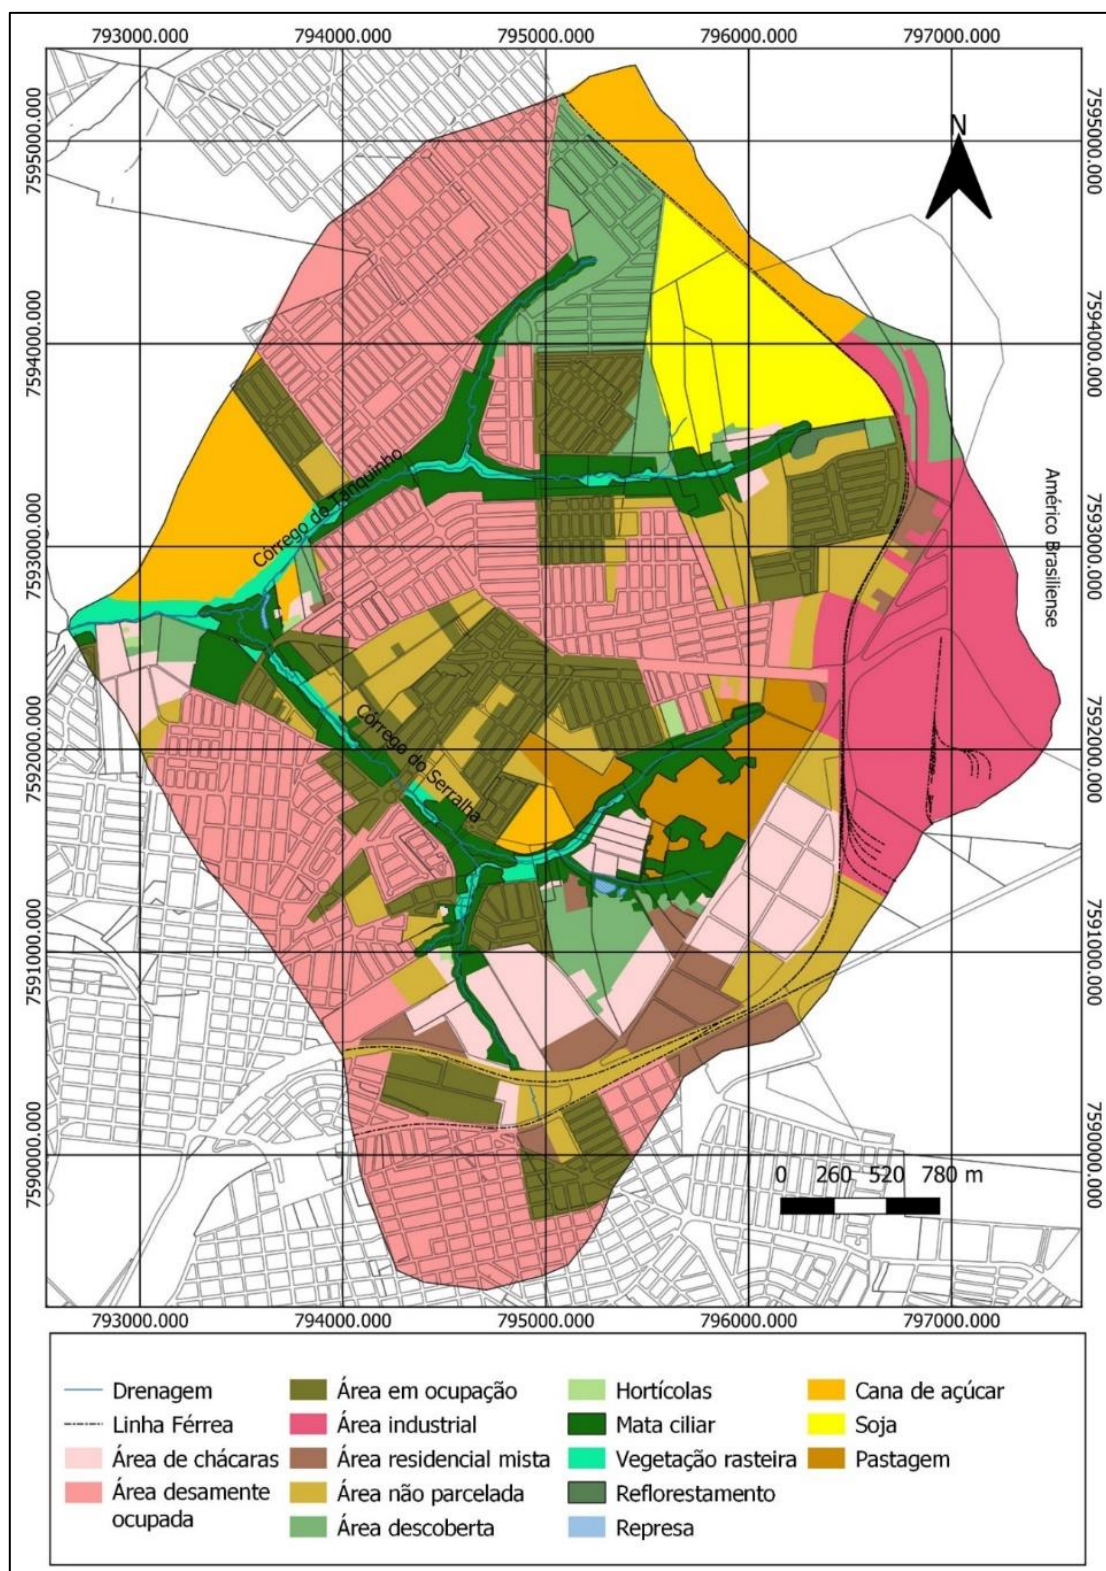 793000.000 794000.000 795000.000 796000.000 797000.000
7595000.000 7595000.000
N
7594000.000 7594000.000
Córrego do Tanquinho
Américo Brasiliense
7593000.000 7593000.000
Córrego do Serralha
7592000.000 7592000.000
7591000.000 7591000.000
7590000.000 7590000.000
0 260 520 780 m
793000.000 794000.000 795000.000 796000.000 797000.000
Drenagem
Linha Férrea
Área de chácaras
Área desamente
ocupada
Área em ocupação
Área industrial
Área residencial mista
Área não parcelada
Área descoberta
Hortícolas
Mata ciliar
Vegetação rasteira
Reflorestamento
Represa
Cana de açúcar
Soja
Pastagem